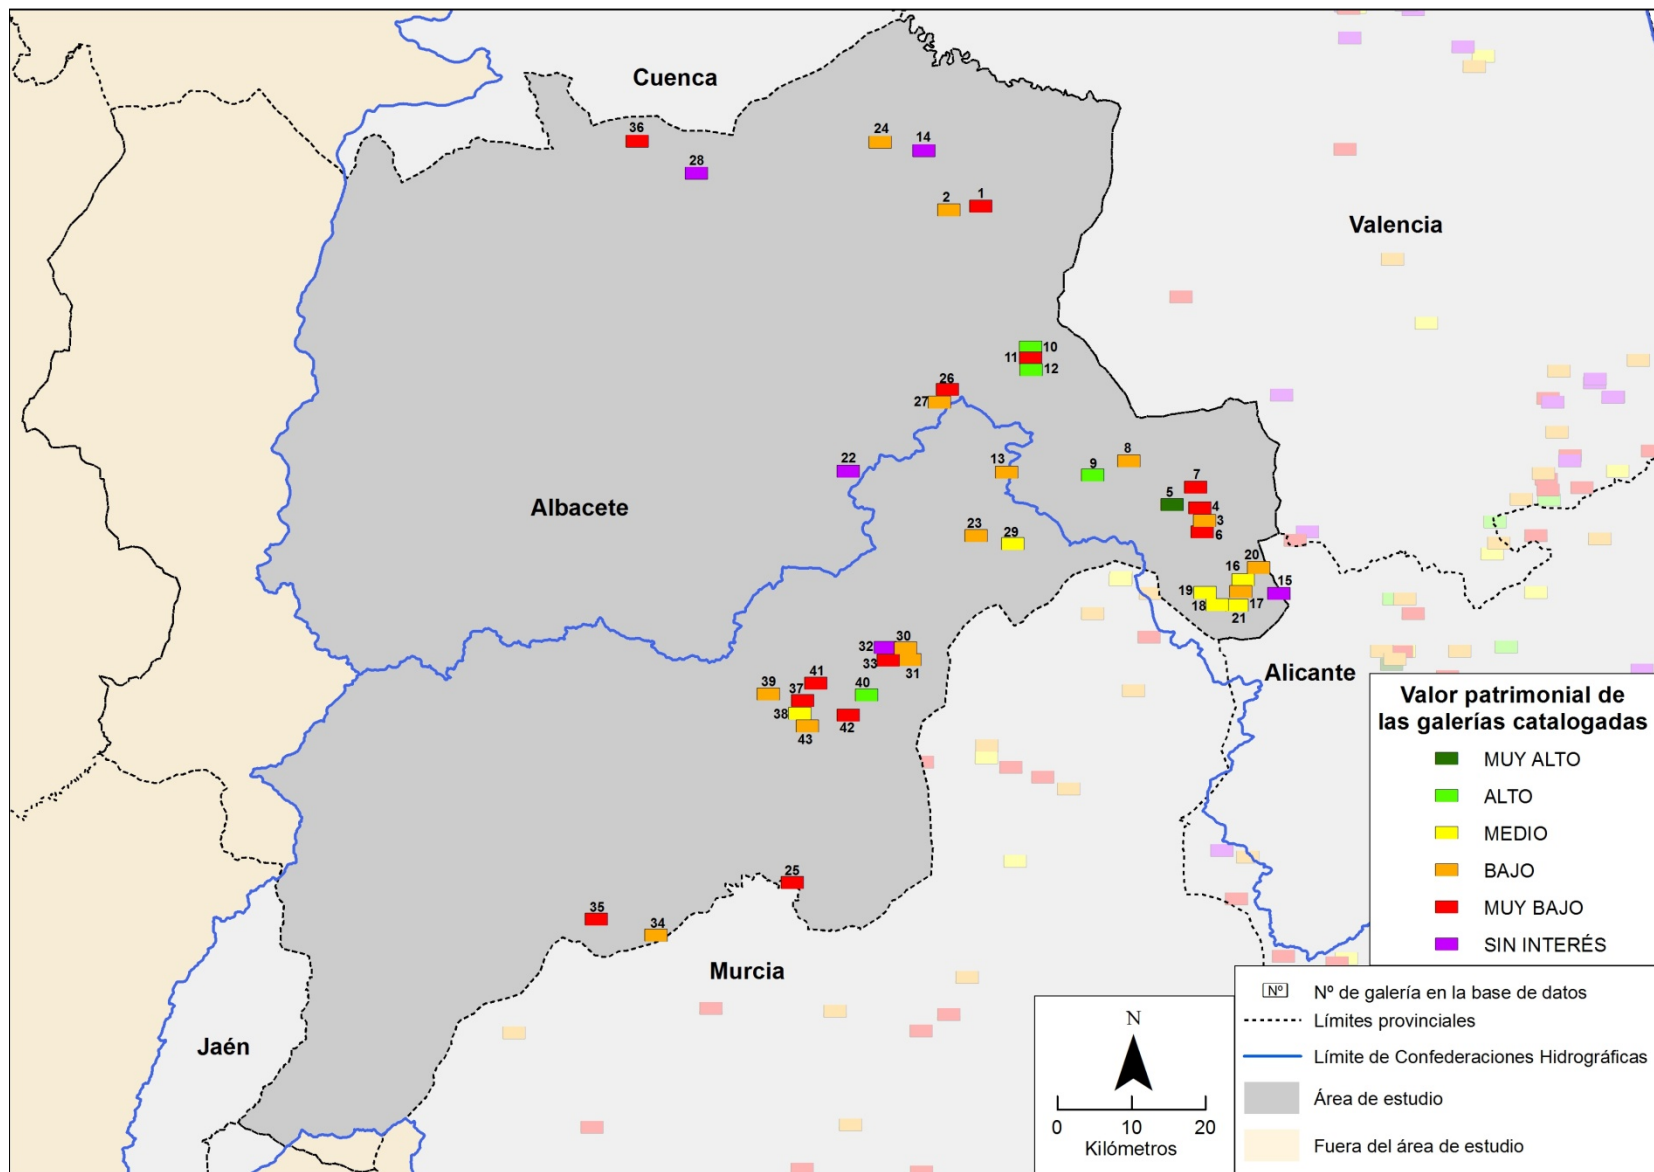 Cuenca
36
24
14
28
2
1
Valencia
10
11
12
26
27
22
13
9
8
7
5
4
3
6
Albacete
23
29
20
16
15
19
17
18
21
32
30
33
31
Alicante
41
39
37
40
38
42
43
25
35
34
Murcia
Jaén
Valor patrimonial de
las galerías catalogadas
MUY ALTO
ALTO
MEDIO
BAJO
MUY BAJO
SIN INTERÉS
Nº Nº de galería en la base de datos
Límites provinciales
Límite de Confederaciones Hidrográficas
Área de estudio
Fuera del área de estudio
N
0 10 20
Kilómetros